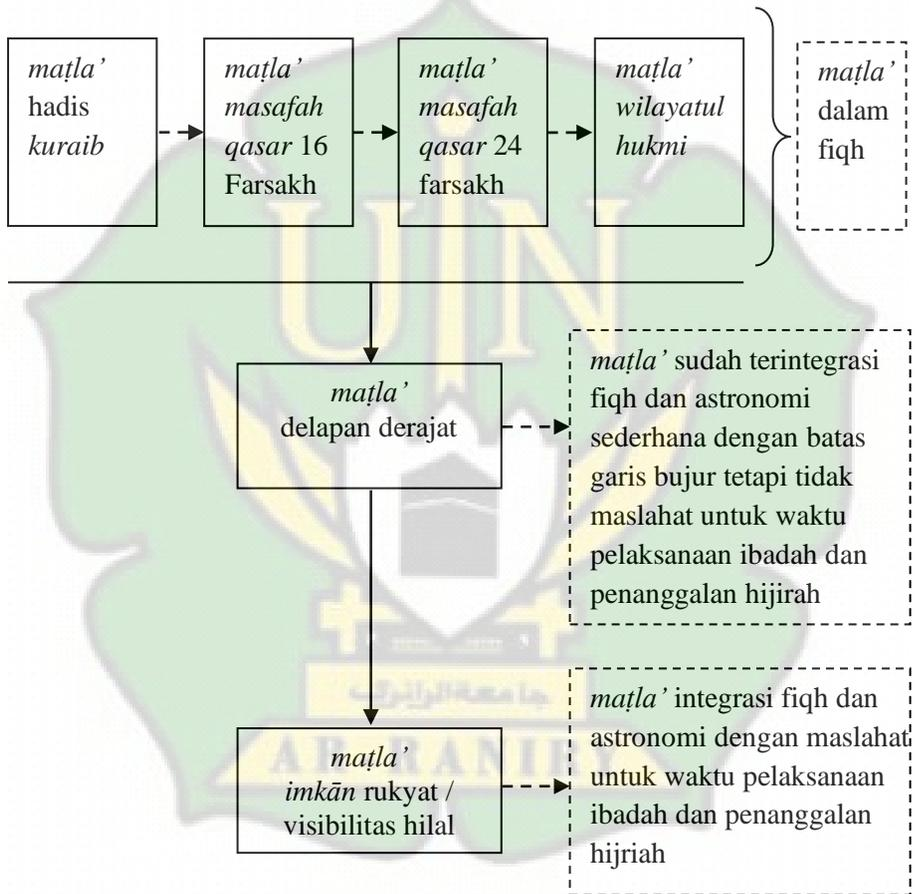 maṭla’
hadis
kuraib
maṭla’
masafah
qasar 16
Farsakh
maṭla’
masafah
qasar 24
farsakh
maṭla’
wilayatul
hukmi
maṭla’
dalam
fiqh
maṭla’
delapan derajat
maṭla’ sudah terintegrasi
fiqh dan astronomi
sederhana dengan batas
garis bujur tetapi tidak
maslahat untuk waktu
pelaksanaan ibadah dan
penanggalan hijirah
maṭla’
imkān rukyat /
visibilitas hilal
maṭla’ integrasi fiqh dan
astronomi dengan maslahat
untuk waktu pelaksanaan
ibadah dan penanggalan
hijriah
UIN
جامعة الرانيري
AR-RANIRY